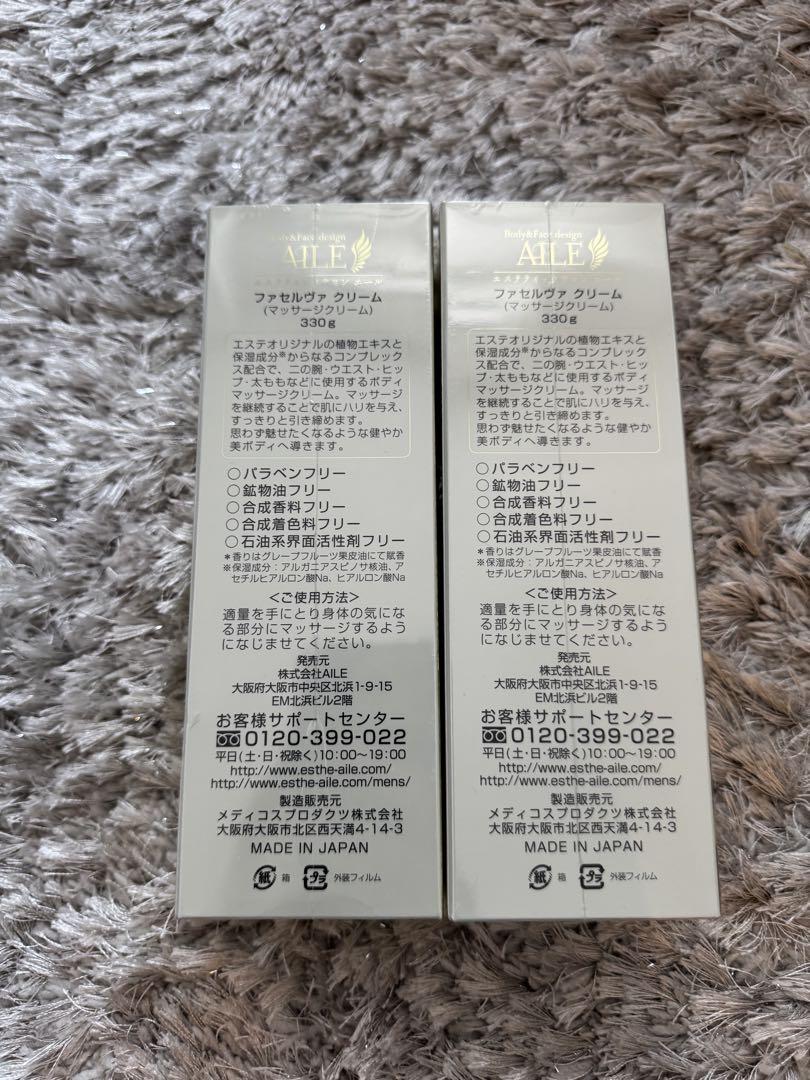 Body&Face design
AILE
ファセルヴァ クリーム
(マッサージクリーム)
330g
エステオリジナルの植物エキスと
保湿成分※からなるコンプレック
ス配合で、二の腕・ウエスト・ヒッ
プ・太ももなどに使用するボディ
マッサージクリーム。マッサージ
を継続することで肌にハリを与え、
すっきりと引き締めます。
思わず魅せたくなるような健やか
美ボディへ導きます。
○パラベンフリー
○鉱物油フリー
○合成香料フリー
○合成着色料フリー
○石油系界面活性剤フリー
*香りはグレープフルーツ果皮油にて賦香
※保湿成分：アルガニアスピノサ核油、ア
セチルヒアルロン酸Na、ヒアルロン酸Na
<ご使用方法>
適量を手にとり身体の気にな
る部分にマッサージするよう
になじませてください。
発売元
株式会社AILE
大阪府大阪市中央区北浜1-9-15
EM北浜ビル2階
お客様サポートセンター
0120-399-022
平日(土・日・祝除く)10:00〜19:00
http://www.esthe-aile.com/
http://www.esthe-aile.com/mens/
製造販売元
メディコスプロダクツ株式会社
大阪府大阪市北区西天満4-14-3
MADE IN JAPAN
紙 箱 プラ 外装フィルム
Body&Face design
AILE
ファセルヴァ クリーム
(マッサージクリーム)
330g
エステオリジナルの植物エキスと
保湿成分※からなるコンプレック
ス配合で、二の腕・ウエスト・ヒッ
プ・太ももなどに使用するボディ
マッサージクリーム。マッサージ
を継続することで肌にハリを与え、
すっきりと引き締めます。
思わず魅せたくなるような健やか
美ボディへ導きます。
○パラベンフリー
○鉱物油フリー
○合成香料フリー
○合成着色料フリー
○石油系界面活性剤フリー
*香りはグレープフルーツ果皮油にて賦香
※保湿成分：アルガニアスピノサ核油、ア
セチルヒアルロン酸Na、ヒアルロン酸Na
<ご使用方法>
適量を手にとり身体の気にな
る部分にマッサージするよう
になじませてください。
発売元
株式会社AILE
大阪府大阪市中央区北浜1-9-15
EM北浜ビル2階
お客様サポートセンター
0120-399-022
平日(土・日・祝除く)10:00〜19:00
http://www.esthe-aile.com/
http://www.esthe-aile.com/mens/
製造販売元
メディコスプロダクツ株式会社
大阪府大阪市北区西天満4-14-3
MADE IN JAPAN
紙 箱 プラ 外装フィルム